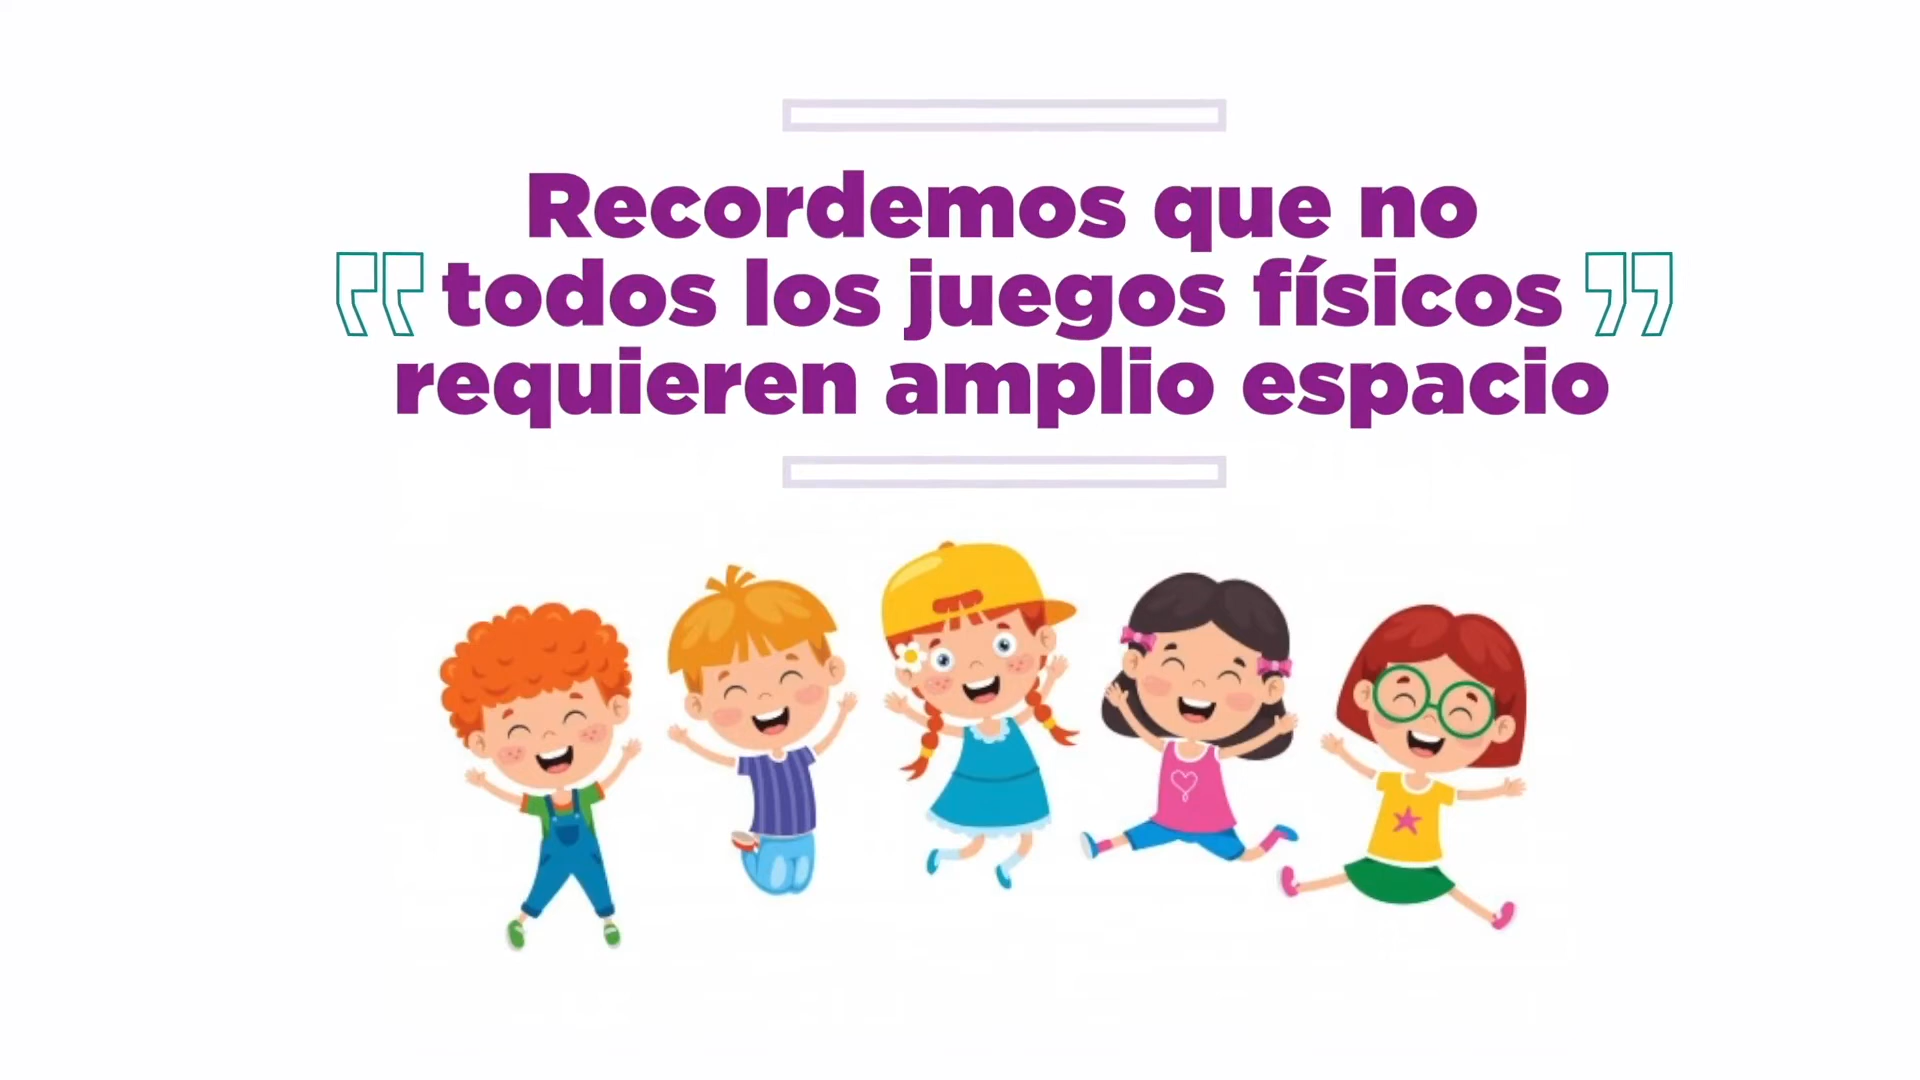 Recordemos que no
todos los juegos físicos
requieren amplio espacio